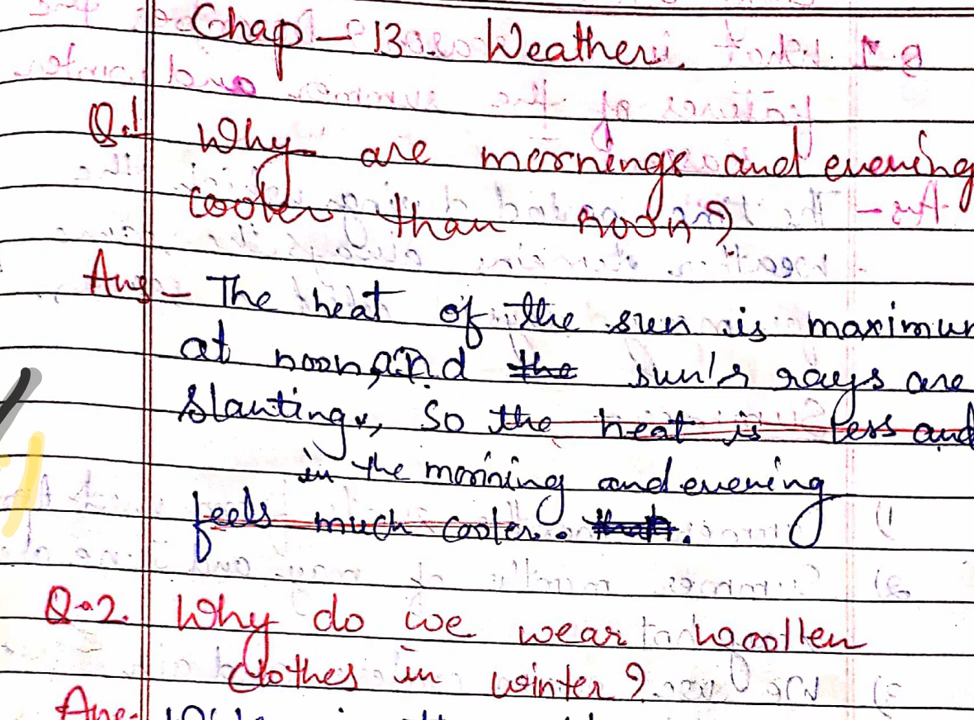 Chap - 13 Weather
Q.1 Why are mornings and evening
cooler than noon?
Ans - The heat of the sun is maximum
at noon, and the sun's rays are
slanting, so the heat is less and
in the morning and evening
feels much cooler.
Q.2. Why do we wear woollen
clothes in winter?
Ans-